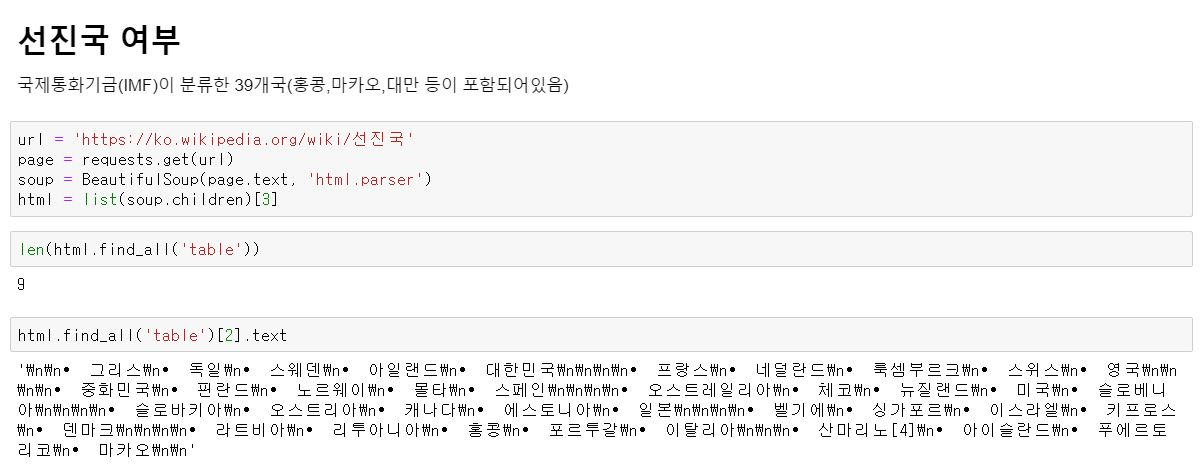 선진국 여부
국제통화기금(IMF)이 분류한 39개국(홍콩,마카오,대만 등이 포함되어있음)
url = 'https://ko.wikipedia.org/wiki/선진국'
page = requests.get(url)
soup = BeautifulSoup(page.text, 'html.parser')
html = list(soup.children)[3]
len(html.find_all('table'))
9
html.find_all('table')[2].text
'₩n₩n•  그리스₩n•  독일₩n•  스웨덴₩n•  아일랜드₩n•  대한민국₩n₩n₩n₩n•  프랑스₩n•  네덜란드₩n•  룩셈부르크₩n•  스위스₩n•  영국₩n₩n
₩n₩n•  중화민국₩n•  핀란드₩n•  노르웨이₩n•  몰타₩n•  스페인₩n₩n₩n₩n•  오스트레일리아₩n•  체코₩n•  뉴질랜드₩n•  미국₩n•  슬로베니
아₩n₩n₩n₩n•  슬로바키아₩n•  오스트리아₩n•  캐나다₩n•  에스토니아₩n•  일본₩n₩n₩n₩n•  벨기에₩n•  싱가포르₩n•  이스라엘₩n•  키프로스
₩n•  덴마크₩n₩n₩n₩n•  라트비아₩n•  리투아니아₩n•  홍콩₩n•  포르투갈₩n•  이탈리아₩n₩n₩n•  산마리노[4]₩n•  아이슬란드₩n•  푸에르토
리코₩n•  마카오₩n₩n'